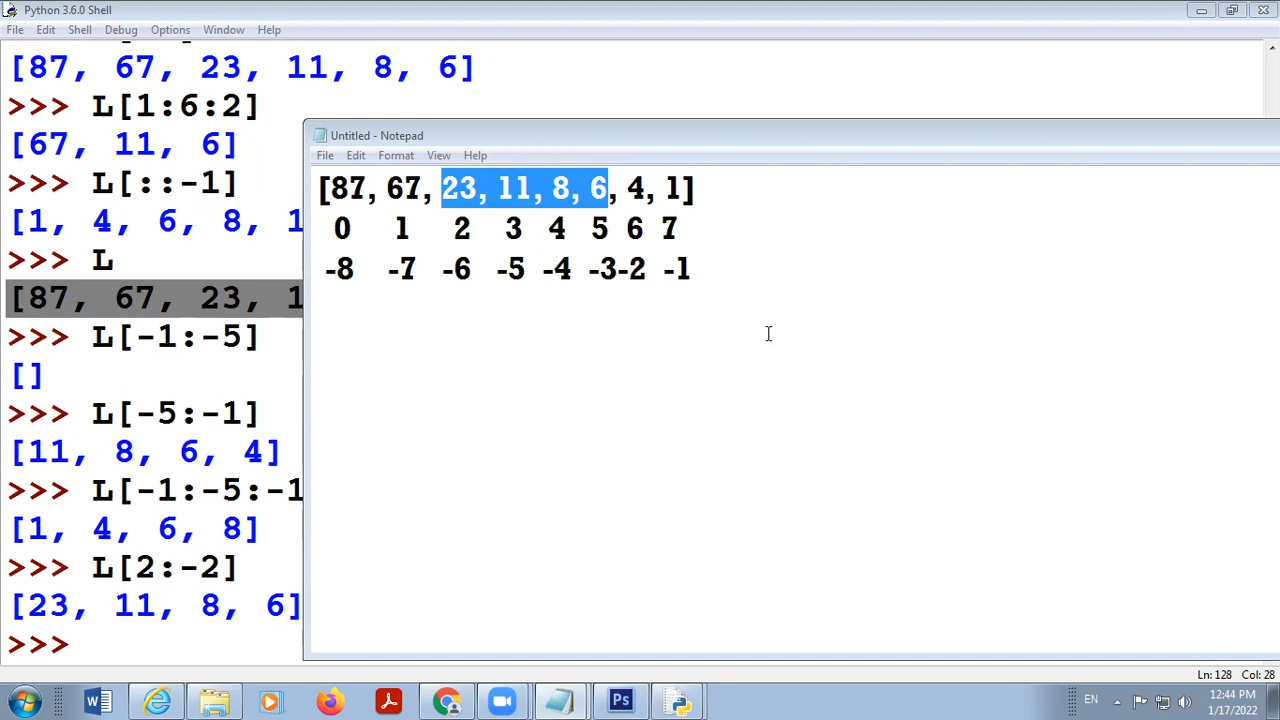 Python 3.6.0 Shell
File Edit Shell Debug Options Window Help
[87, 67, 23, 11, 8, 6]
>>> L[1:6:2]
[67, 11, 6]
>>> L[::-1]
[1, 4, 6, 8, 1
>>> L
[87, 67, 23, 1
>>> L[-1:-5]
[]
>>> L[-5:-1]
[11, 8, 6, 4]
>>> L[-1:-5:-1
[1, 4, 6, 8]
>>> L[2:-2]
[23, 11, 8, 6]
>>>
Untitled - Notepad
File Edit Format View Help
[87, 67, 23, 11, 8, 6, 4, 1]
0 1 2 3 4 5 6 7
-8 -7 -6 -5 -4 -3-2 -1
Ln: 128 Col: 28
W
Ps
EN
12:44 PM
1/17/2022